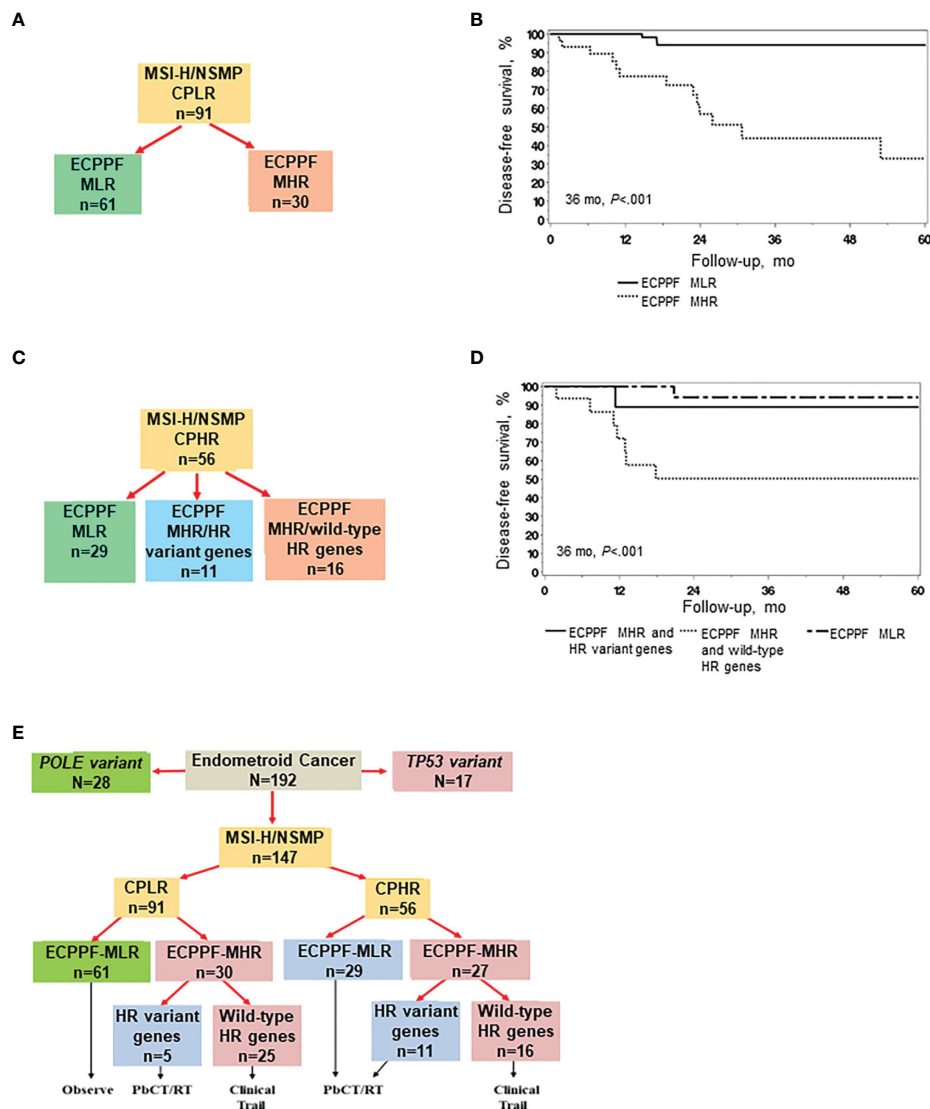 A
MSI-H/NSMP
CPLR
n=91
ECPPF
MLR
n=61
ECPPF
MHR
n=30
B
Disease-free survival, %
100
90
80
70
60
50
40
30
20
10
0
36 mo, P<.001
0 12 24 36 48 60
Follow-up, mo
ECPPF MLR
ECPPF MHR
C
MSI-H/NSMP
CPHR
n=56
ECPPF
MLR
n=29
ECPPF
MHR/HR
variant genes
n=11
ECPPF
MHR/wild-type
HR genes
n=16
D
Disease-free survival, %
100
90
80
70
60
50
40
30
20
10
0
36 mo, P<.001
0 12 24 36 48 60
Follow-up, mo
ECPPF MHR and
HR variant genes
ECPPF MHR
and wild-type
HR genes
ECPPF MLR
E
POLE variant
N=28
Endometroid Cancer
N=192
TP53 variant
N=17
MSI-H/NSMP
n=147
CPLR
n=91
CPHR
n=56
ECPPF-MLR
n=61
ECPPF-MHR
n=30
ECPPF-MLR
n=29
ECPPF-MHR
n=27
HR variant
genes
n=5
Wild-type
HR genes
n=25
HR variant
genes
n=11
Wild-type
HR genes
n=16
Observe
PbCT/RT
Clinical
Trail
PbCT/RT
Clinical
Trail